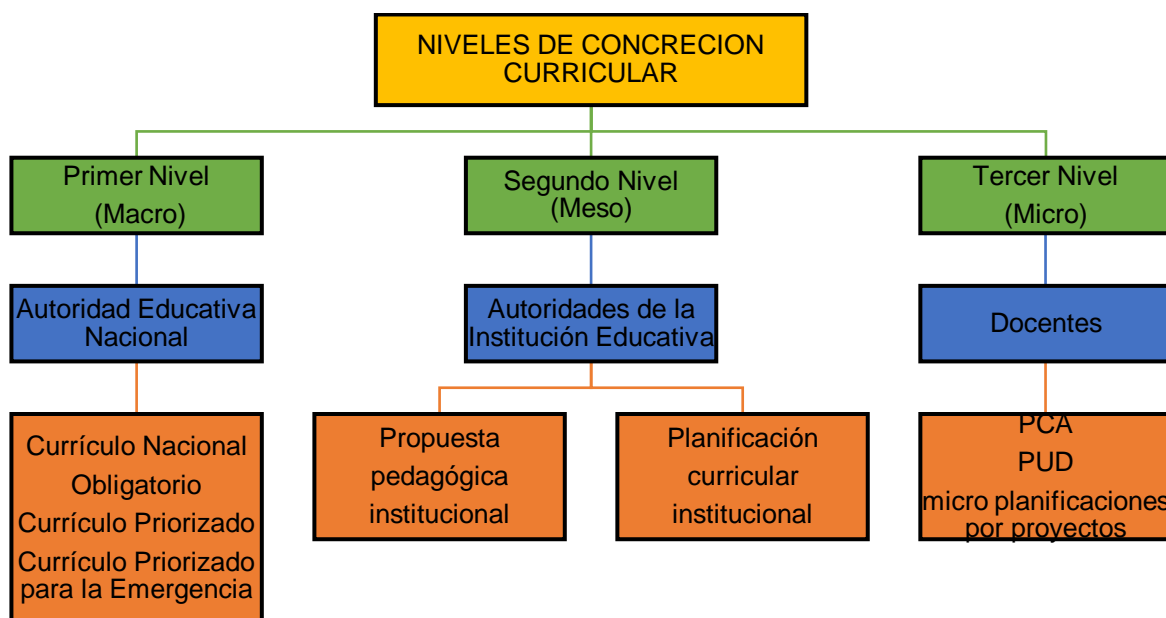 NIVELES DE CONCRECION
CURRICULAR
Primer Nivel
(Macro)
Segundo Nivel
(Meso)
Tercer Nivel
(Micro)
Autoridad Educativa
Nacional
Autoridades de la
Institución Educativa
Docentes
Currículo Nacional
Obligatorio
Currículo Priorizado
Currículo Priorizado
para la Emergencia
Propuesta
pedagógica
institucional
Planificación
curricular
institucional
PCA
PUD
micro planificaciones
por proyectos